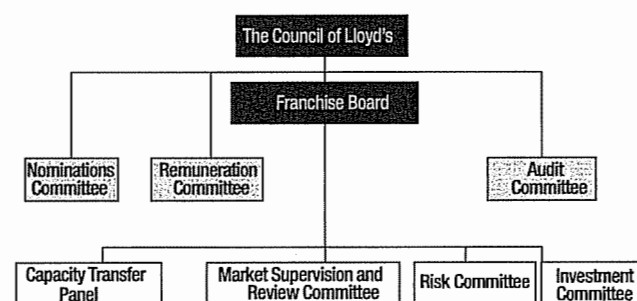 The Council of Lloyd's
Franchise Board
Nominations
Committee
Remuneration
Committee
Audit
Committee
Capacity Transfer
Panel
Market Supervision and
Review Committee
Risk Committee
Investment
Committee